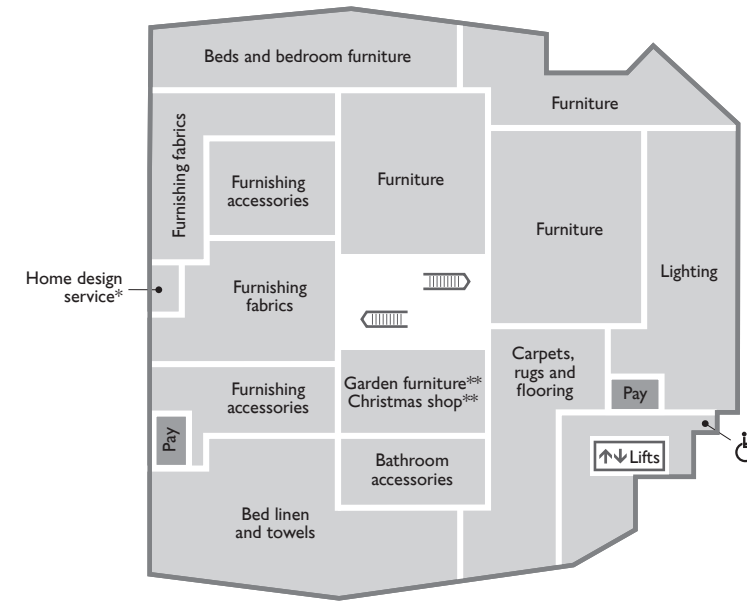 Beds and bedroom furniture
Furniture
Furnishing fabrics
Furnishing
accessories
Furniture
Furniture
Lighting
Home design
service*
Furnishing
fabrics
Carpets,
rugs and
flooring
Furnishing
accessories
Garden furniture**
Christmas shop**
Pay
Pay
Bathroom
accessories
Lifts
Bed linen
and towels